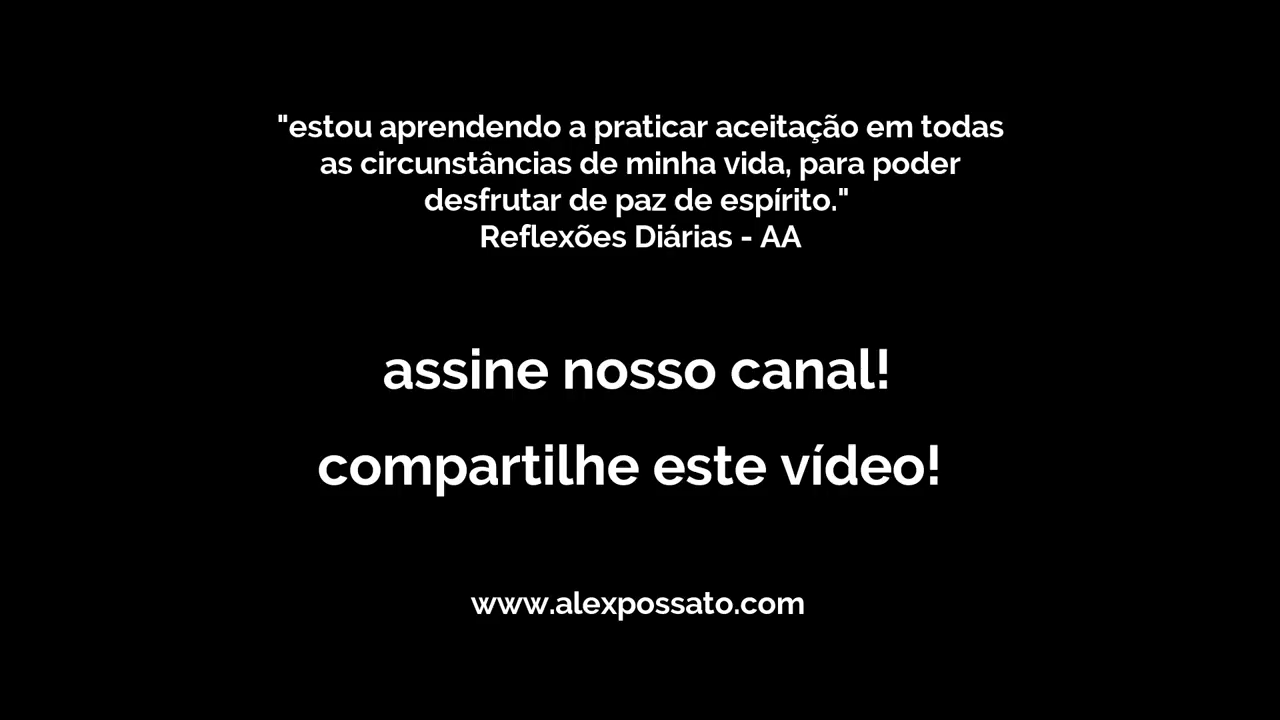 "estou aprendendo a praticar aceitação em todas
as circunstâncias de minha vida, para poder
desfrutar de paz de espírito."
Reflexões Diárias - AA
assine nosso canal!
compartilhe este vídeo!
www.alexpossato.com